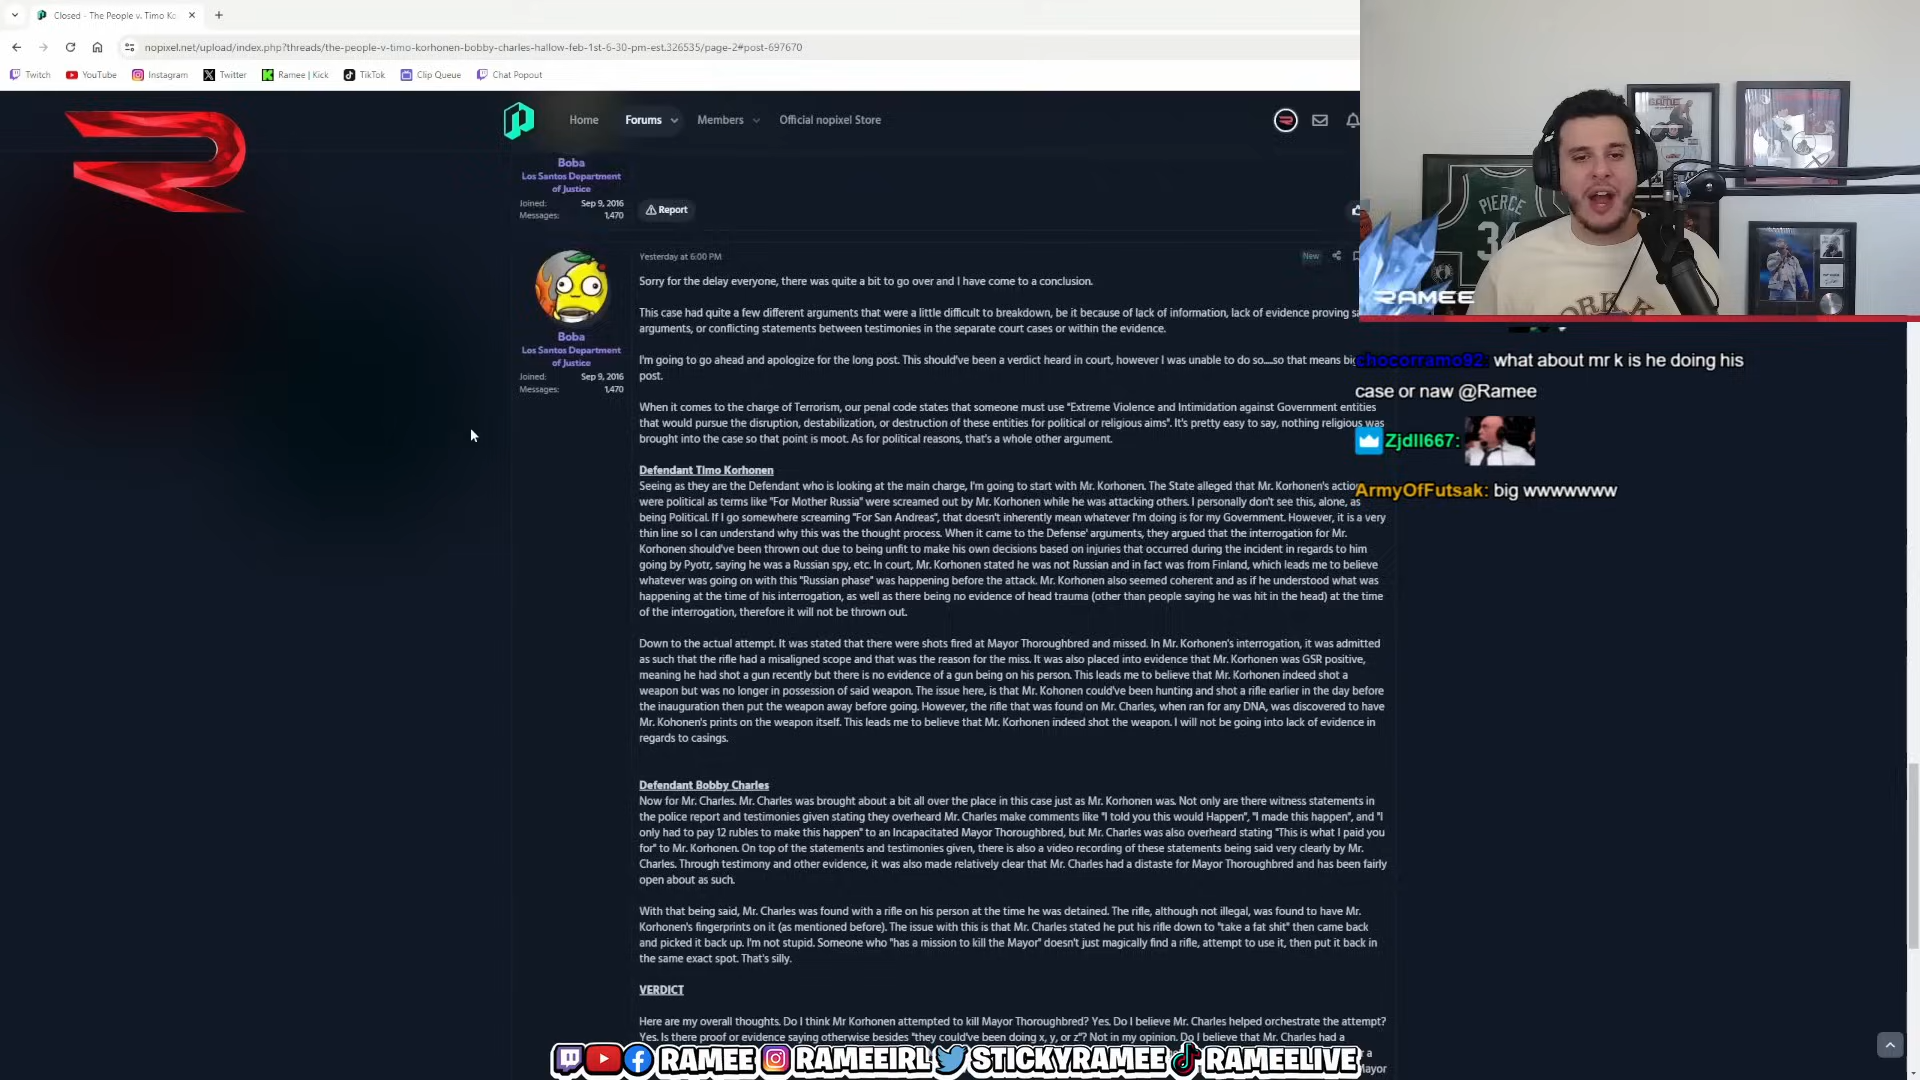 Closed - The People v. Timo Ko
nopixel.net/upload/index.php?threads/the-people-v-timo-korhonen-bobby-charles-hallow-feb-1st-6-30-pm-est.326535/page-2#post-697670
Twitch YouTube Instagram Twitter Ramee | Kick TikTok Clip Queue Chat Popout
Home Forums Members Official nopixel Store
Boba
Los Santos Department
of Justice
Joined: Sep 9, 2016
Messages: 1,470
Report
Yesterday at 6:00 PM
New
Boba
Los Santos Department
of Justice
Joined: Sep 9, 2016
Messages: 1,470
Sorry for the delay everyone, there was quite a bit to go over and I have come to a conclusion.
This case had quite a few different arguments that were a little difficult to breakdown, be it because of lack of information, lack of evidence proving sa
arguments, or conflicting statements between testimonies in the separate court cases or within the evidence.
I'm going to go ahead and apologize for the long post. This should've been a verdict heard in court, however I was unable to do so....so that means big
post.
When it comes to the charge of Terrorism, our penal code states that someone must use "Extreme Violence and Intimidation against Government entities
that would pursue the disruption, destabilization, or destruction of these entities for political or religious aims". It's pretty easy to say, nothing religious was
brought into the case so that point is moot. As for political reasons, that's a whole other argument.
Defendant Timo Korhonen
Seeing as they are the Defendant who is looking at the main charge, I'm going to start with Mr. Korhonen. The State alleged that Mr. Korhonen's action
were political as terms like "For Mother Russia" were screamed out by Mr. Korhonen while he was attacking others. I personally don't see this, alone, as
being Political. If I go somewhere screaming "For San Andreas", that doesn't inherently mean whatever I'm doing is for my Government. However, it is a very
thin line so I can understand why this was the thought process. When it came to the Defense' arguments, they argued that the interrogation for Mr.
Korhonen should've been thrown out due to being unfit to make his own decisions based on injuries that occurred during the incident in regards to him
going by Pyotr, saying he was a Russian spy, etc. In court, Mr. Korhonen stated he was not Russian and in fact was from Finland, which leads me to believe
whatever was going on with this "Russian phase" was happening before the attack. Mr. Korhonen also seemed coherent and as if he understood what was
happening at the time of his interrogation, as well as there being no evidence of head trauma (other than people saying he was hit in the head) at the time
of the interrogation, therefore it will not be thrown out.
Down to the actual attempt. It was stated that there were shots fired at Mayor Thoroughbred and missed. In Mr. Korhonen's interrogation, it was admitted
as such that the rifle had a misaligned scope and that was the reason for the miss. It was also placed into evidence that Mr. Korhonen was GSR positive,
meaning he had shot a gun recently but there is no evidence of a gun being on his person. This leads me to believe that Mr. Korhonen indeed shot a
weapon but was no longer in possession of said weapon. The issue here, is that Mr. Kohonen could've been hunting and shot a rifle earlier in the day before
the inauguration then put the weapon away before going. However, the rifle that was found on Mr. Charles, when ran for any DNA, was discovered to have
Mr. Kohonen's prints on the weapon itself. This leads me to believe that Mr. Korhonen indeed shot the weapon. I will not be going into lack of evidence in
regards to casings.
Defendant Bobby Charles
Now for Mr. Charles. Mr. Charles was brought about a bit all over the place in this case just as Mr. Korhonen was. Not only are there witness statements in
the police report and testimonies given stating they overheard Mr. Charles make comments like "I told you this would Happen", "I made this happen", and "I
only had to pay 12 rubles to make this happen" to an Incapacitated Mayor Thoroughbred, but Mr. Charles was also overheard stating "This is what I paid you
for" to Mr. Korhonen. On top of the statements and testimonies given, there is also a video recording of these statements being said very clearly by Mr.
Charles. Through testimony and other evidence, it was also made relatively clear that Mr. Charles had a distaste for Mayor Thoroughbred and has been fairly
open about as such.
With that being said, Mr. Charles was found with a rifle on his person at the time he was detained. The rifle, although not illegal, was found to have Mr.
Korhonen's fingerprints on it (as mentioned before). The issue with this is that Mr. Charles stated he put his rifle down to "take a fat shit" then came back
and picked it back up. I'm not stupid. Someone who "has a mission to kill the Mayor" doesn't just magically find a rifle, attempt to use it, then put it back in
the same exact spot. That's silly.
VERDICT
Here are my overall thoughts. Do I think Mr Korhonen attempted to kill Mayor Thoroughbred? Yes. Do I believe Mr. Charles helped orchestrate the attempt?
Yes. Is there proof or evidence saying otherwise besides "they could've been doing x, y, or z"? Not in my opinion. Do I believe that Mr. Charles had a
Mayor
PIERCE
34
RAMEE
chocorramo92: what about mr k is he doing his
case or naw @Ramee
Zjdll667:
ArmyOfFutsak: big wwwwwww
RAMEE RAMEEIRL STICKYRAMEE RAMEELIVE